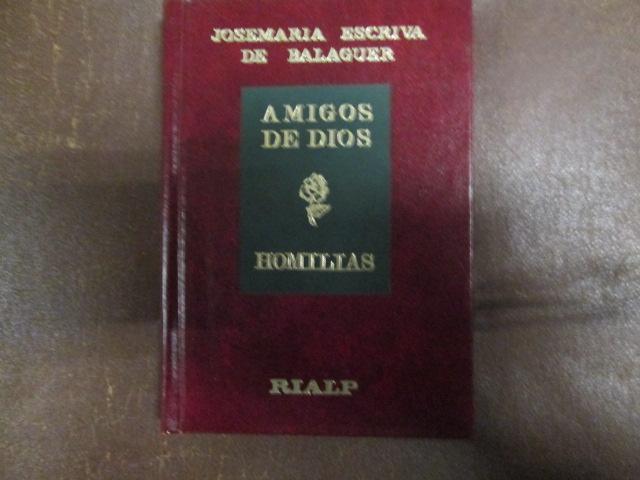 JOSEMARIA ESCRIVA
DE BALAGUER
AMIGOS
DE DIOS
HOMILIAS
RIALP